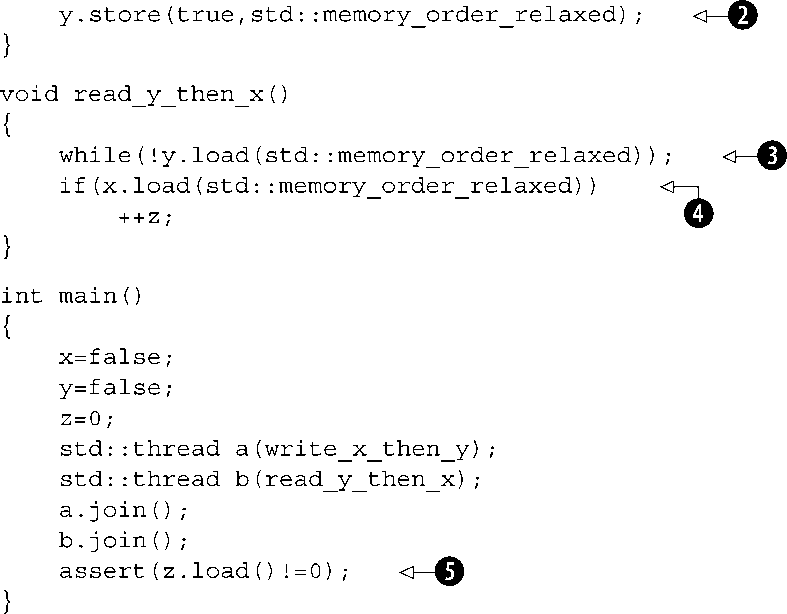 y.store(true,std::memory_order_relaxed); 2
}
void read_y_then_x()
{
    while(!y.load(std::memory_order_relaxed)); 3
    if(x.load(std::memory_order_relaxed)) 4
        ++z;
}
int main()
{
    x=false;
    y=false;
    z=0;
    std::thread a(write_x_then_y);
    std::thread b(read_y_then_x);
    a.join();
    b.join();
    assert(z.load()!=0); 5
}